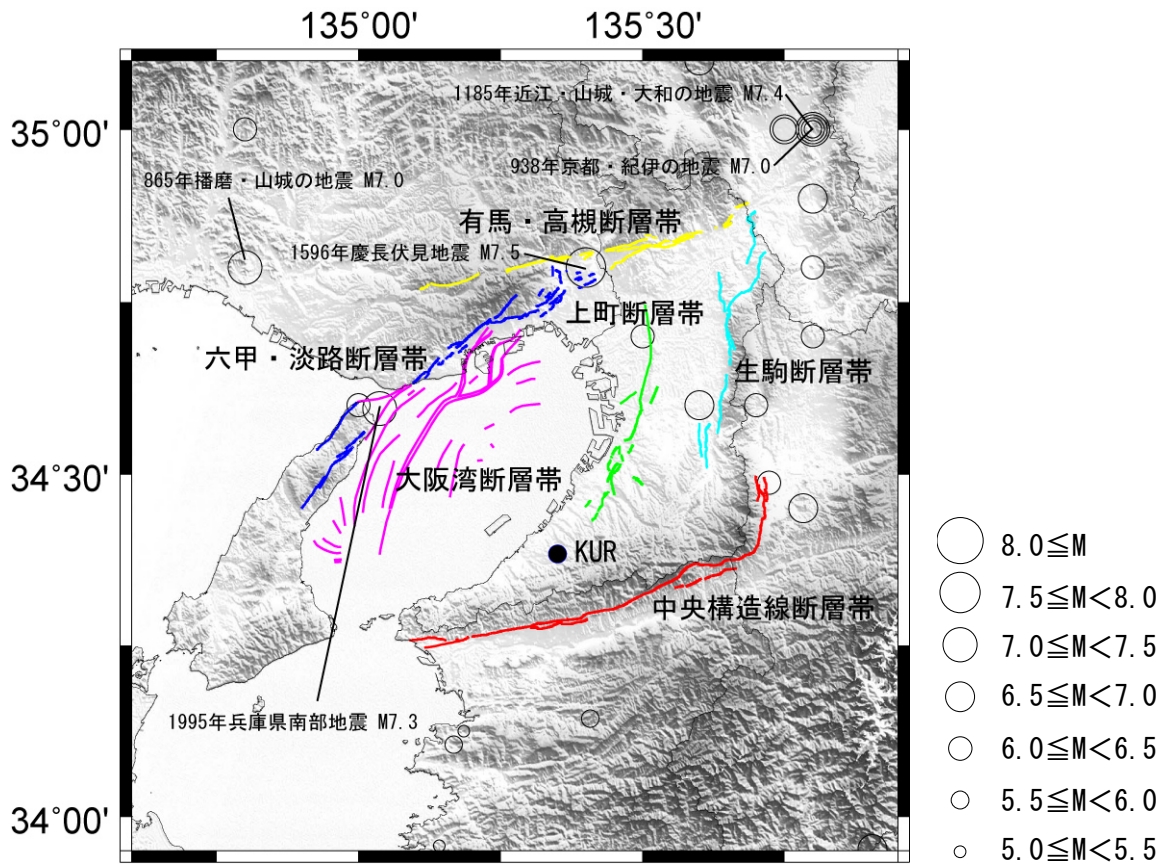 135°00'
135°30'
1185年近江・山城・大和の地震 M7.4
35°00'
938年京都・紀伊の地震 M7.0
865年播磨・山城の地震 M7.0
有馬・高槻断層帯
1596年慶長伏見地震 M7.5
上町断層帯
六甲・淡路断層帯
生駒断層帯
34°30'
大阪湾断層帯
KUR
中央構造線断層帯
1995年兵庫県南部地震 M7.3
34°00'
8.0≦M
7.5≦M<8.0
7.0≦M<7.5
6.5≦M<7.0
6.0≦M<6.5
5.5≦M<6.0
5.0≦M<5.5